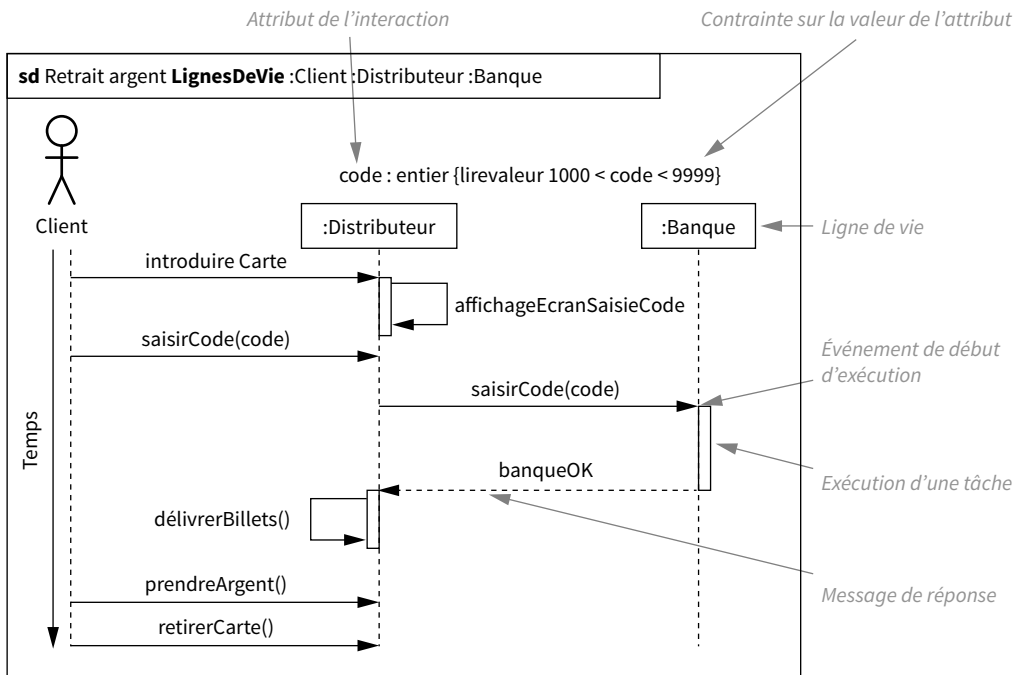 Attribut de l'interaction
Contrainte sur la valeur de l'attribut
sd Retrait argent LignesDeVie :Client :Distributeur :Banque
code : entier {lirevaleur 1000 < code < 9999}
Client
:Distributeur
:Banque
Ligne de vie
introduire Carte
affichageEcranSaisieCode
saisirCode(code)
Événement de début
d'exécution
saisirCode(code)
Temps
banqueOK
Exécution d'une tâche
délivrerBillets()
prendreArgent()
Message de réponse
retirerCarte()